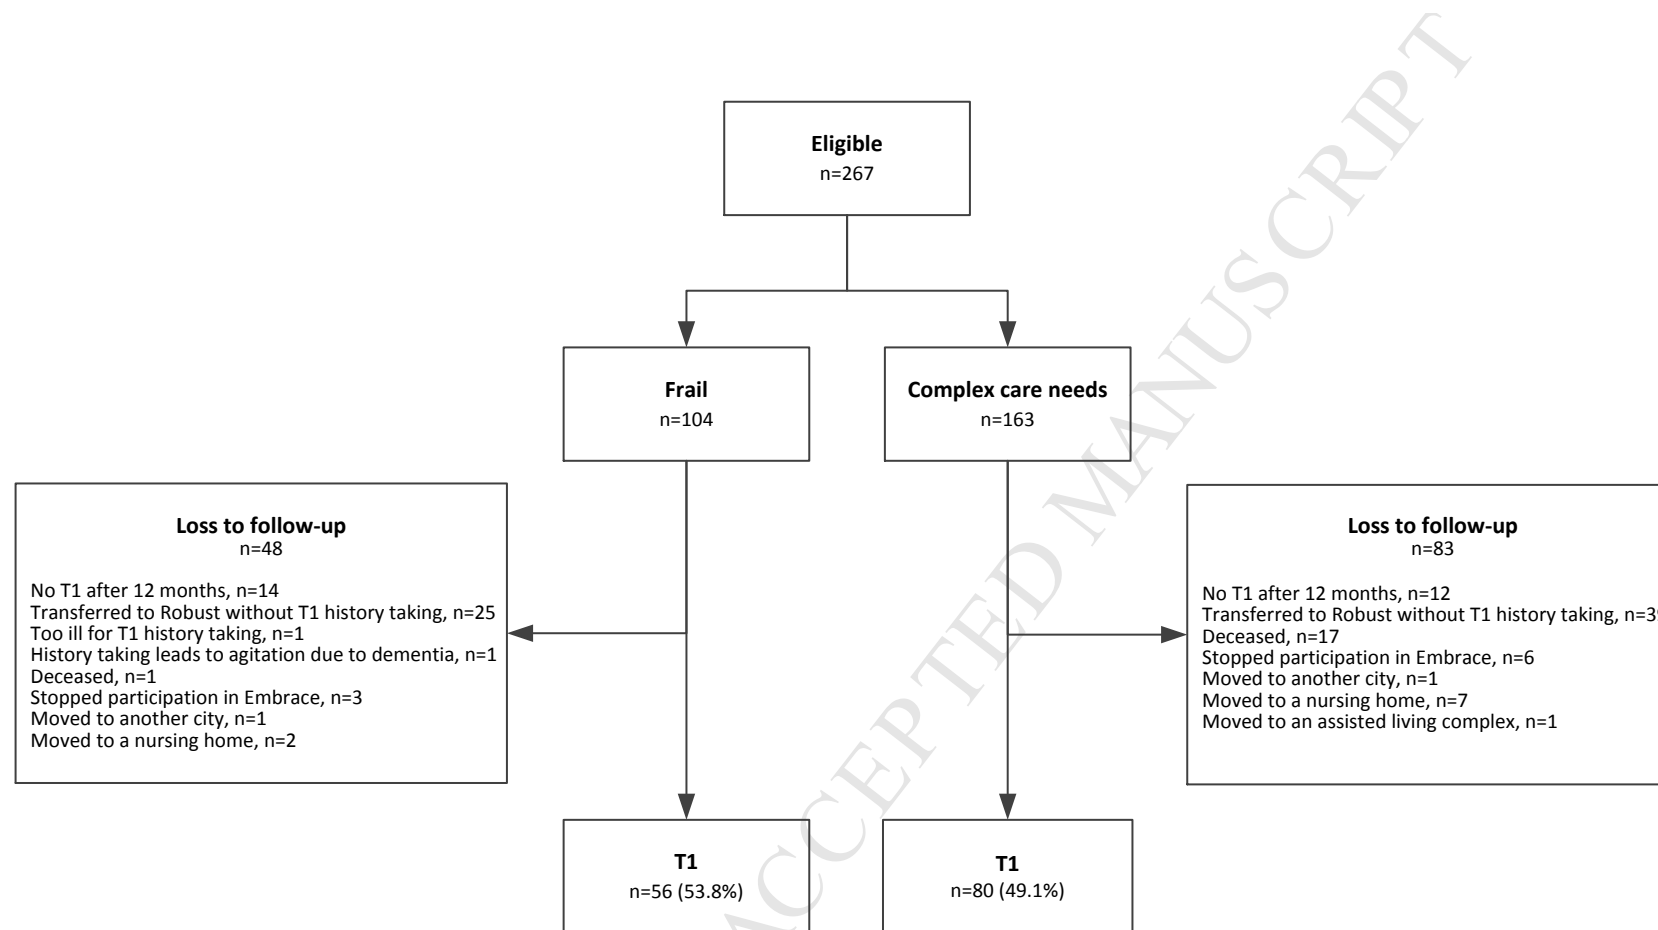 Eligible
n=267
Frail
n=104
Complex care needs
n=163
Loss to follow-up
n=48
No T1 after 12 months, n=14
Transferred to Robust without T1 history taking, n=25
Too ill for T1 history taking, n=1
History taking leads to agitation due to dementia, n=1
Deceased, n=1
Stopped participation in Embrace, n=3
Moved to another city, n=1
Moved to a nursing home, n=2
Loss to follow-up
n=83
No T1 after 12 months, n=12
Transferred to Robust without T1 history taking, n=39
Deceased, n=17
Stopped participation in Embrace, n=6
Moved to another city, n=1
Moved to a nursing home, n=7
Moved to an assisted living complex, n=1
T1
n=56 (53.8%)
T1
n=80 (49.1%)
ACCEPTED MANUSCRIPT